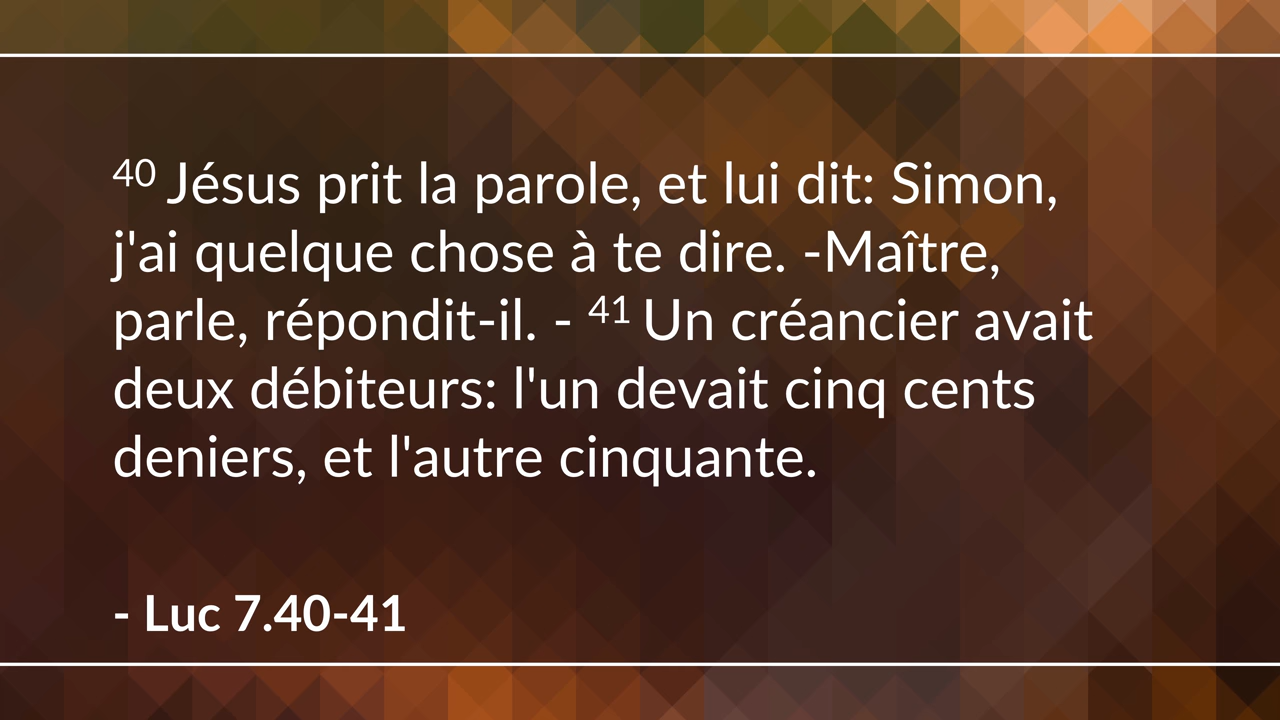 40 Jésus prit la parole, et lui dit: Simon,
j'ai quelque chose à te dire. -Maître,
parle, répondit-il. - 41 Un créancier avait
deux débiteurs: l'un devait cinq cents
deniers, et l'autre cinquante.
- Luc 7.40-41